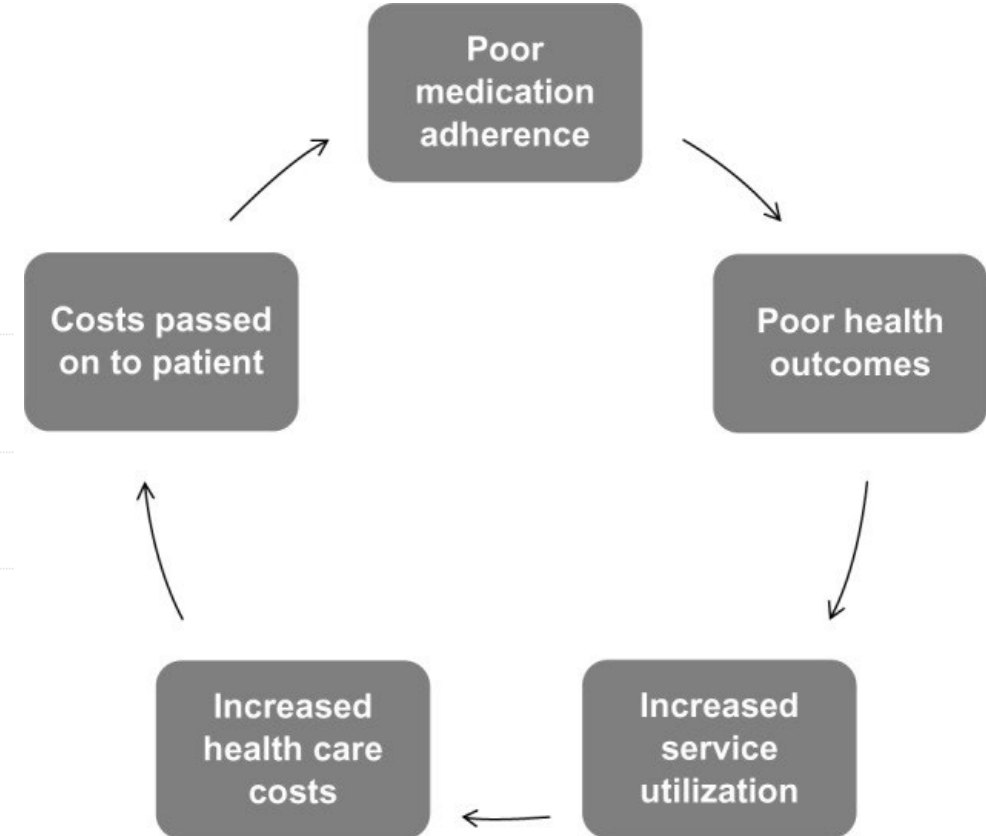 Poor
medication
adherence
Poor health
outcomes
Increased
service
utilization
Increased
health care
costs
Costs passed
on to patient